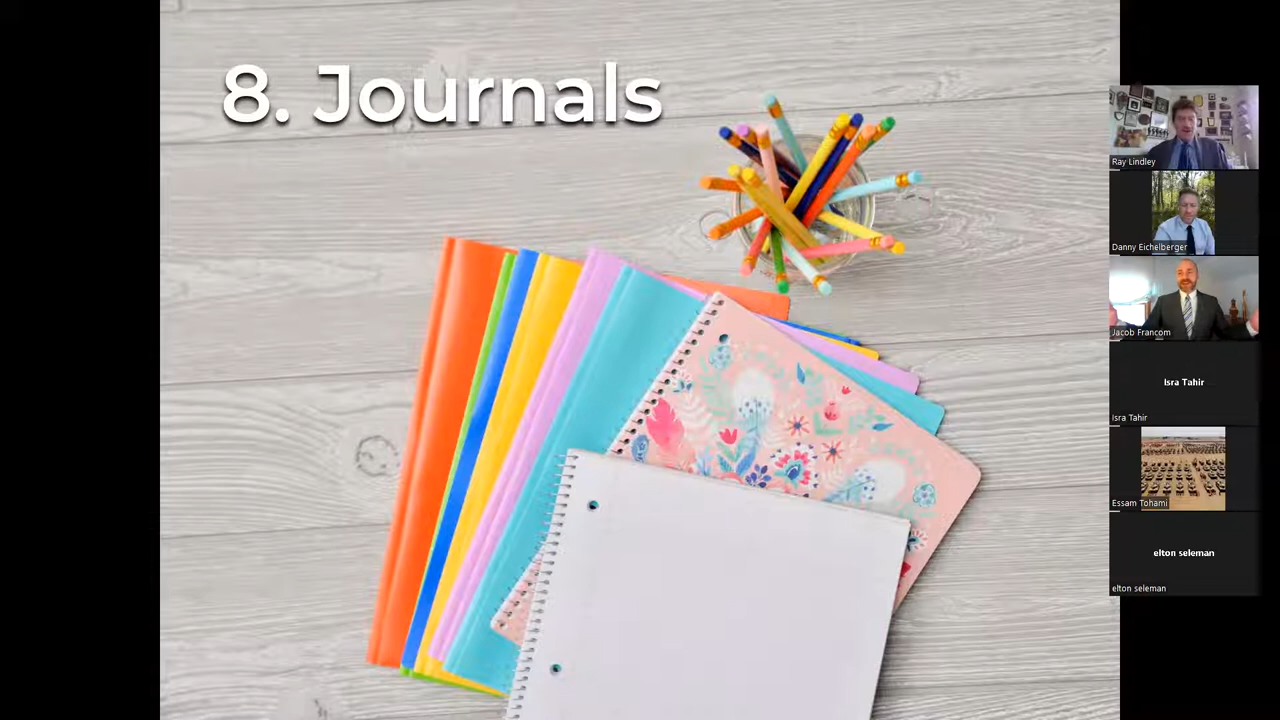 8. Journals
Ray Lindley
Danny Eichelberger
Jacob Francom
Isra Tahir
Isra Tahir
Essam Tohami
elton seleman
elton seleman